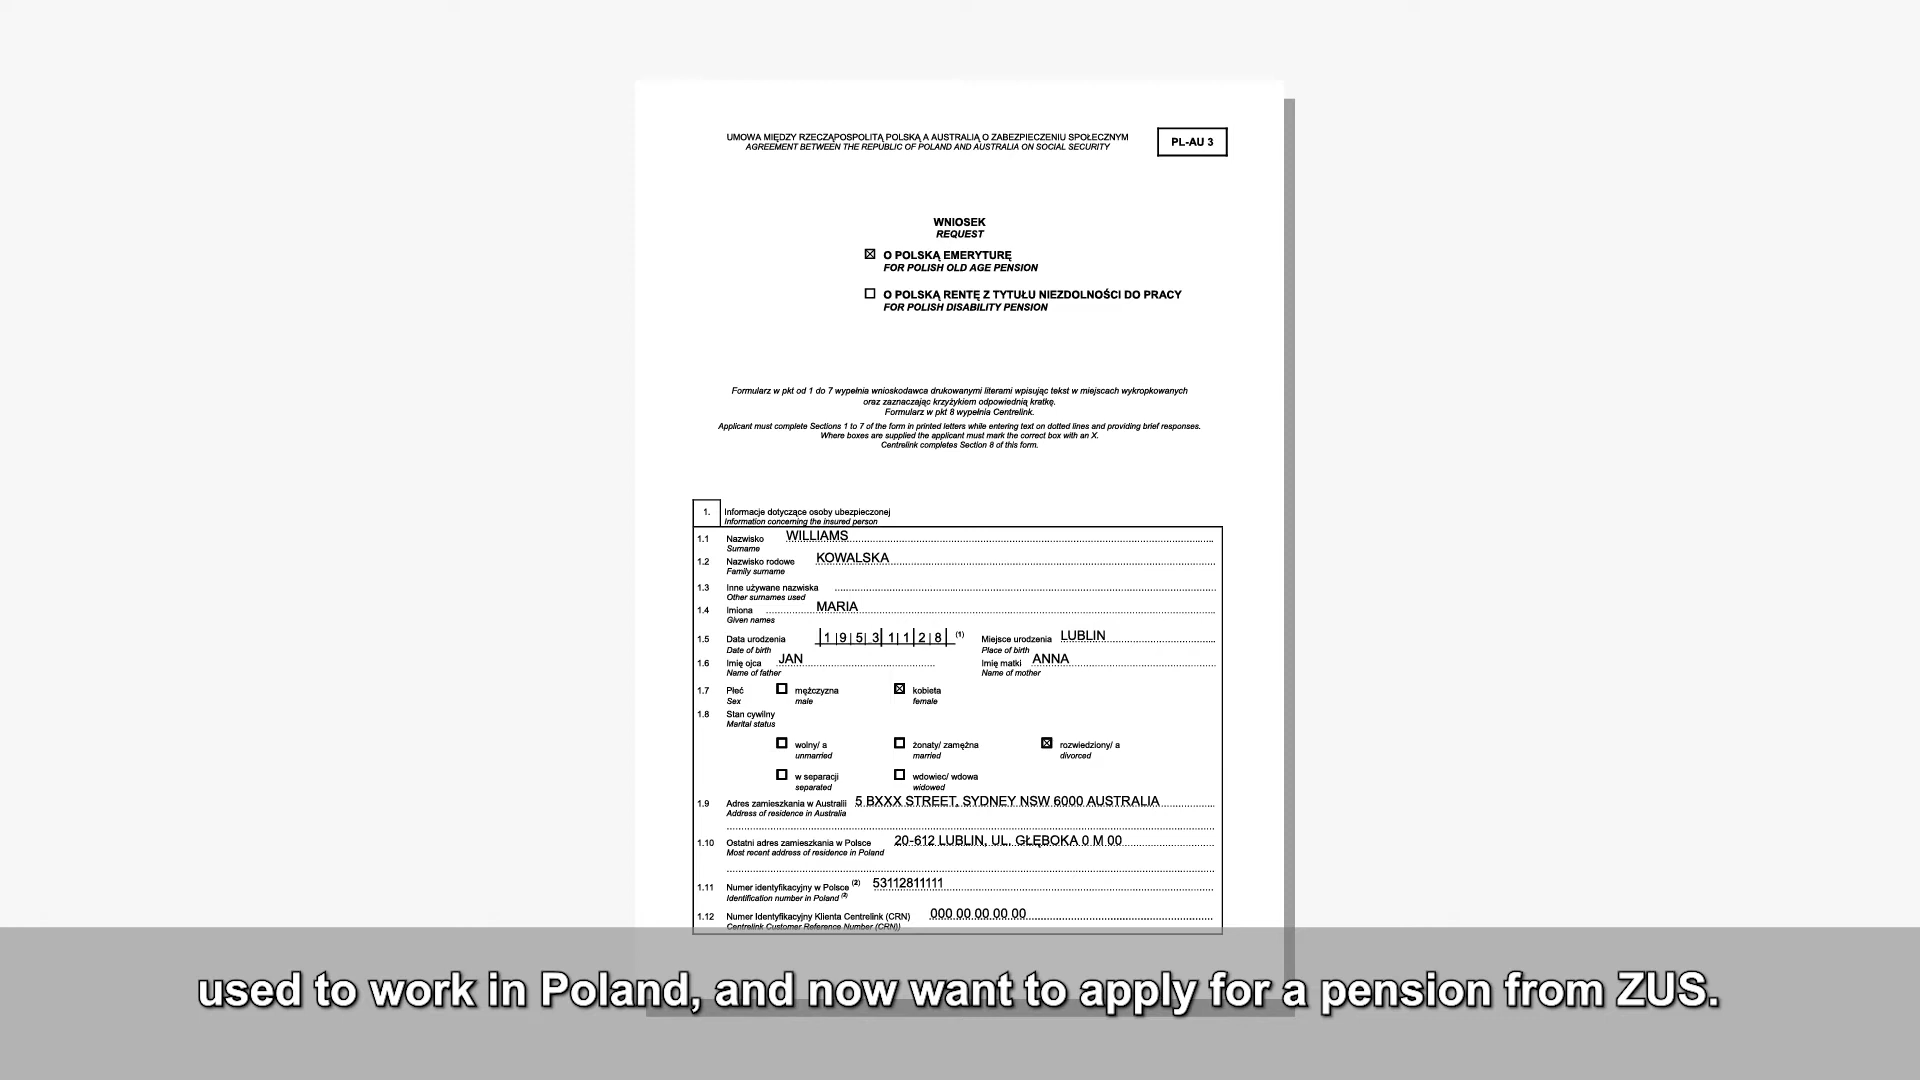 UMOWA MIĘDZY RZECZĄPOSPOLITĄ POLSKĄ A AUSTRALIĄ O ZABEZPIECZENIU SPOŁECZNYM
AGREEMENT BETWEEN THE REPUBLIC OF POLAND AND AUSTRALIA ON SOCIAL SECURITY
PL-AU 3
WNIOSEK
REQUEST
☒ O POLSKĄ EMERYTURĘ
FOR POLISH OLD AGE PENSION
☐ O POLSKĄ RENTĘ Z TYTUŁU NIEZDOLNOŚCI DO PRACY
FOR POLISH DISABILITY PENSION
Formularz w pkt od 1 do 7 wypełnia wnioskodawca drukowanymi literami wpisując tekst w miejscach wykropkowanych
oraz zaznaczając krzyżykiem odpowiednią kratkę.
Formularz w pkt 8 wypełnia Centrelink.
Applicant must complete Sections 1 to 7 of the form in printed letters while entering text on dotted lines and providing brief responses.
Where boxes are supplied the applicant must mark the correct box with an X.
Centrelink completes Section 8 of this form.
1. Informacje dotyczące osoby ubezpieczonej
Information concerning the insured person
1.1 Nazwisko WILLIAMS
Surname
1.2 Nazwisko rodowe KOWALSKA
Family surname
1.3 Inne używane nazwiska
Other surnames used
1.4 Imiona MARIA
Given names
1.5 Data urodzenia 1 9 5 3 1 1 2 8 (1) Miejsce urodzenia LUBLIN
Date of birth Place of birth
1.6 Imię ojca JAN Imię matki ANNA
Name of father Name of mother
1.7 Płeć ☐ mężczyzna ☒ kobieta
Sex male female
1.8 Stan cywilny
Marital status
☐ wolny/ a ☐ żonaty/ zamężna ☒ rozwiedziony/ a
unmarried married divorced
☐ w separacji ☐ wdowiec/ wdowa
separated widowed
1.9 Adres zamieszkania w Australii 5 BXXX STREET, SYDNEY NSW 6000 AUSTRALIA
Address of residence in Australia
1.10 Ostatni adres zamieszkania w Polsce 20-612 LUBLIN, UL. GŁĘBOKA 0 M 00
Most recent address of residence in Poland
1.11 Numer identyfikacyjny w Polsce (2) 53112811111
Identification number in Poland (2)
1.12 Numer Identyfikacyjny Klienta Centrelink (CRN) 000 00 00 00 00
Centrelink Customer Reference Number (CRN))
used to work in Poland, and now want to apply for a pension from ZUS.